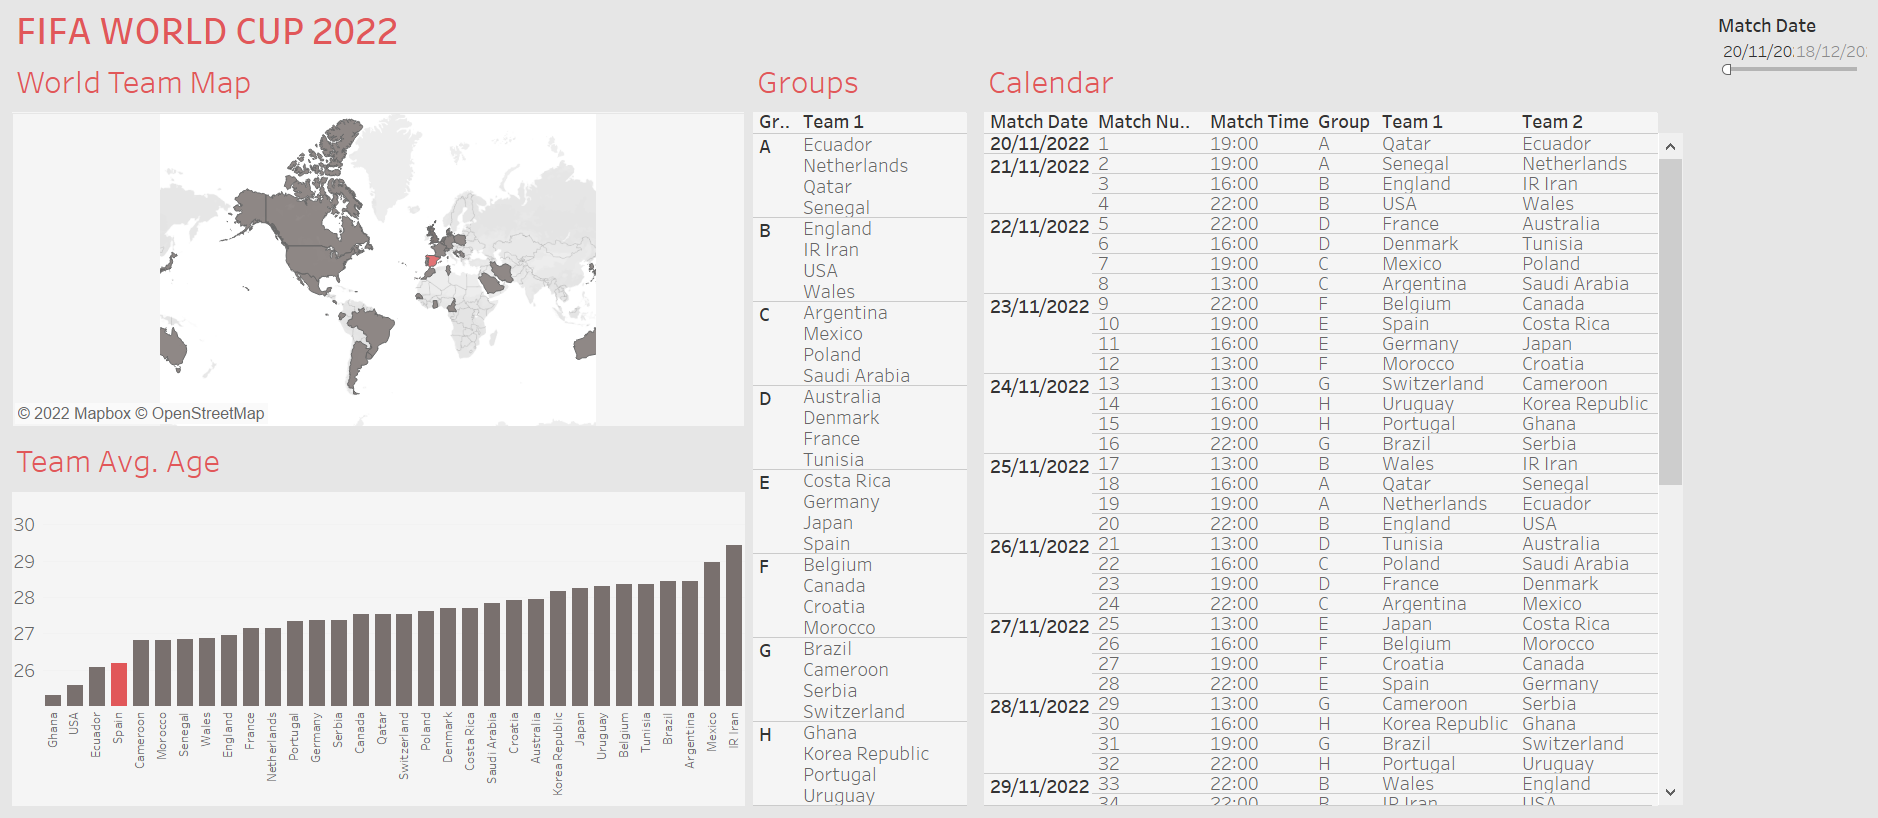 FIFA WORLD CUP 2022
Match Date
20/11/20
18/12/20
World Team Map
Groups
Calendar
© 2022 Mapbox © OpenStreetMap
Team Avg. Age
30
29
28
27
26
Ghana
USA
Ecuador
Spain
Cameroon
Morocco
Senegal
Wales
England
France
Netherlands
Portugal
Germany
Serbia
Canada
Qatar
Switzerland
Poland
Denmark
Costa Rica
Saudi Arabia
Croatia
Australia
Korea Republic
Japan
Uruguay
Belgium
Tunisia
Brazil
Argentina
Mexico
IR Iran
Gr.. Team 1
A Ecuador
Netherlands
Qatar
Senegal
B England
IR Iran
USA
Wales
C Argentina
Mexico
Poland
Saudi Arabia
D Australia
Denmark
France
Tunisia
E Costa Rica
Germany
Japan
Spain
F Belgium
Canada
Croatia
Morocco
G Brazil
Cameroon
Serbia
Switzerland
H Ghana
Korea Republic
Portugal
Uruguay
Match Date Match Nu.. Match Time Group Team 1 Team 2
20/11/2022 1 19:00 A Qatar Ecuador
21/11/2022 2 19:00 A Senegal Netherlands
3 16:00 B England IR Iran
4 22:00 B USA Wales
22/11/2022 5 22:00 D France Australia
6 16:00 D Denmark Tunisia
7 19:00 C Mexico Poland
8 13:00 C Argentina Saudi Arabia
23/11/2022 9 22:00 F Belgium Canada
10 19:00 E Spain Costa Rica
11 16:00 E Germany Japan
12 13:00 F Morocco Croatia
24/11/2022 13 13:00 G Switzerland Cameroon
14 16:00 H Uruguay Korea Republic
15 19:00 H Portugal Ghana
16 22:00 G Brazil Serbia
25/11/2022 17 13:00 B Wales IR Iran
18 16:00 A Qatar Senegal
19 19:00 A Netherlands Ecuador
20 22:00 B England USA
26/11/2022 21 13:00 D Tunisia Australia
22 16:00 C Poland Saudi Arabia
23 19:00 D France Denmark
24 22:00 C Argentina Mexico
27/11/2022 25 13:00 E Japan Costa Rica
26 16:00 F Belgium Morocco
27 19:00 F Croatia Canada
28 22:00 E Spain Germany
28/11/2022 29 13:00 G Cameroon Serbia
30 16:00 H Korea Republic Ghana
31 19:00 G Brazil Switzerland
32 22:00 H Portugal Uruguay
29/11/2022 33 22:00 B Wales England
34 22:00 B IR Iran USA